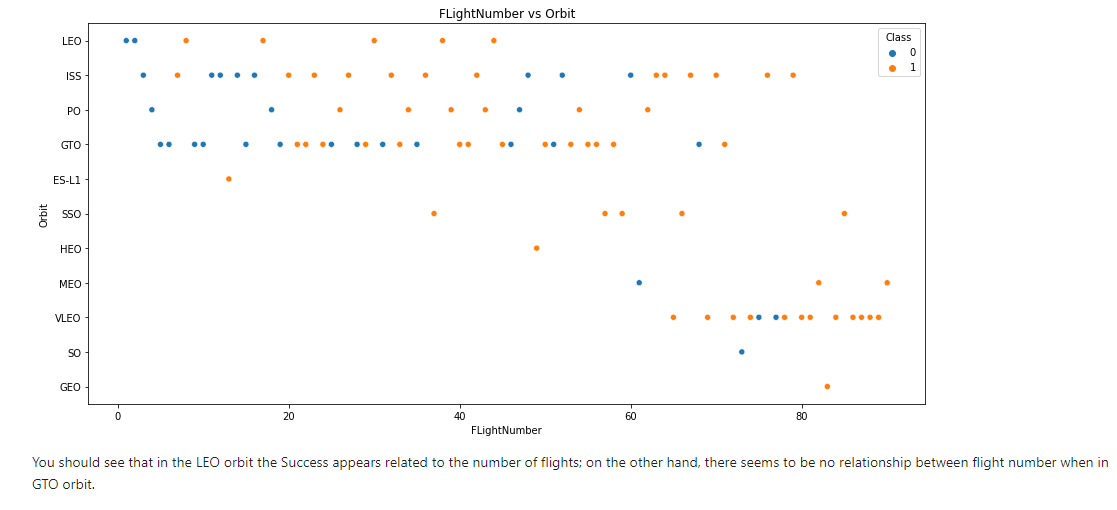 FLightNumber vs Orbit
Class
0
1
LEO
ISS
PO
GTO
ES-L1
SSO
HEO
MEO
VLEO
SO
GEO
Orbit
0 20 40 60 80
FLightNumber
You should see that in the LEO orbit the Success appears related to the number of flights; on the other hand, there seems to be no relationship between flight number when in
GTO orbit.